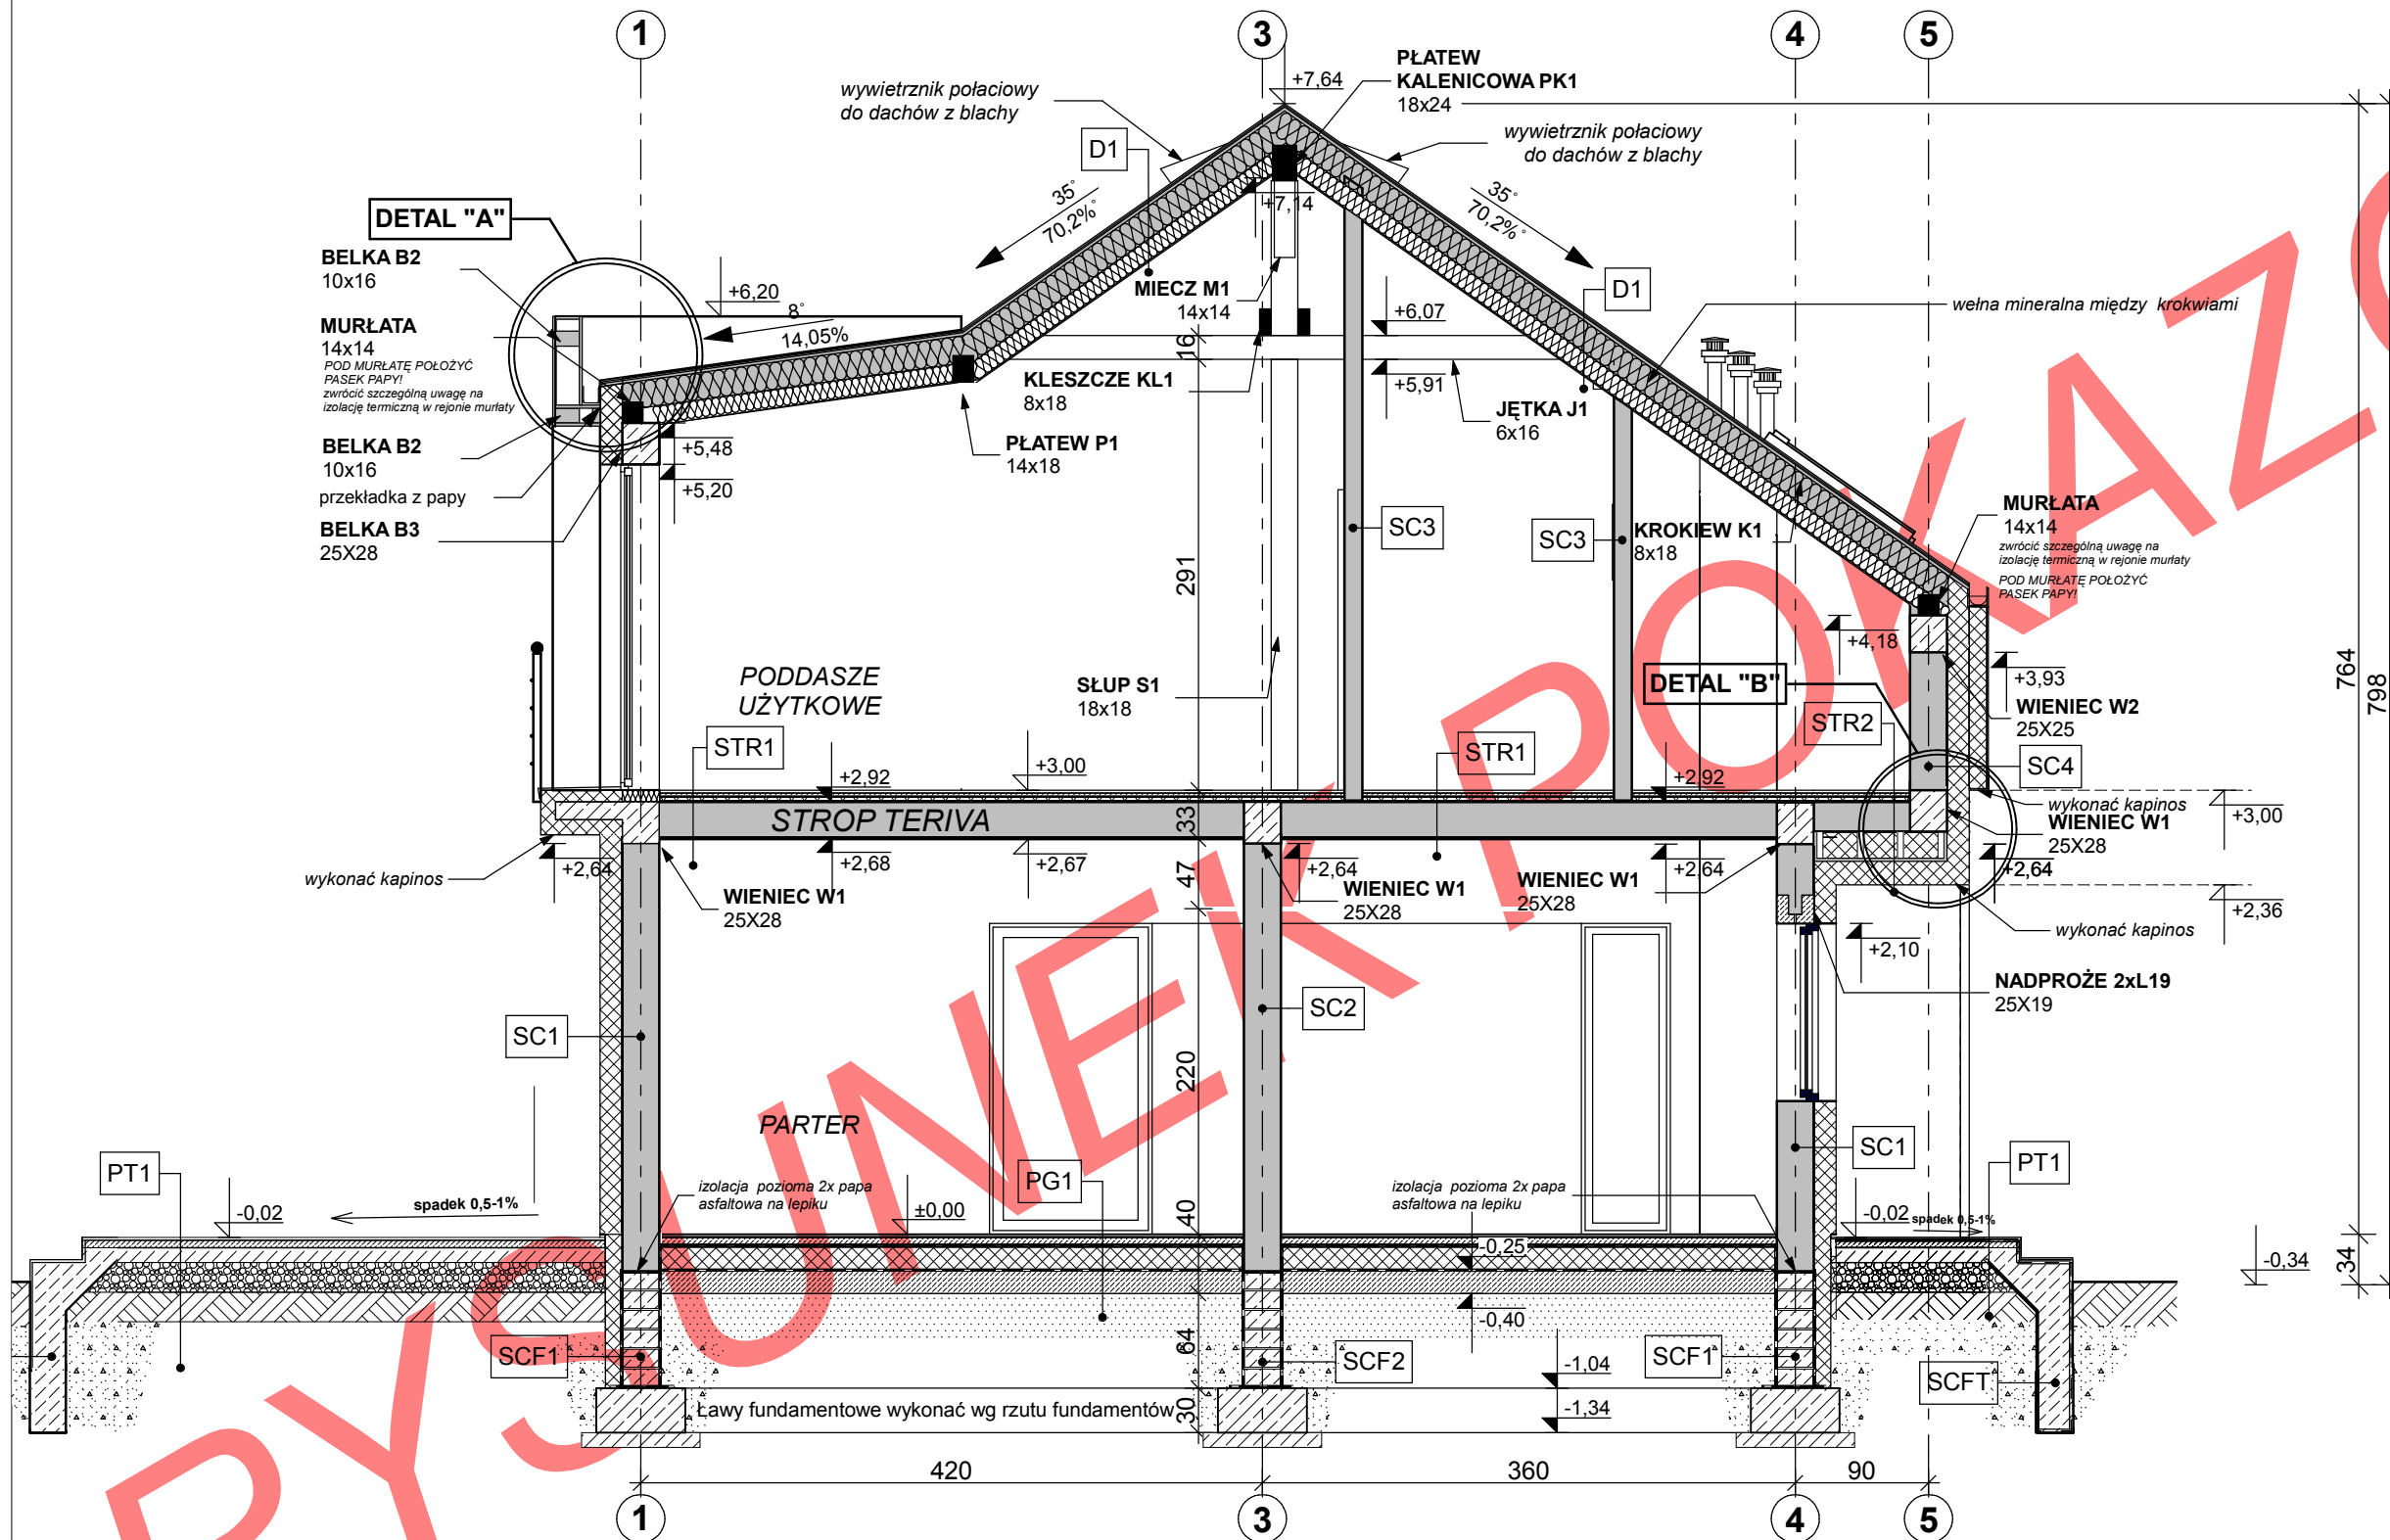 1
3
4
5
PŁATEW
KALENICOWA PK1
18x24
+7,64
wywietrznik połaciowy
do dachów z blachy
wywietrznik połaciowy
do dachów z blachy
D1
35°
70,2%°
35°
70,2%°
+7,14
DETAL "A"
BELKA B2
10x16
+6,20
8°
14,05%
MIECZ M1
14x14
+6,07
D1
wełna mineralna między krokwiami
MURŁATA
14x14
POD MURŁATĘ POŁOŻYĆ
PASEK PAPY!
zwrócić szczególną uwagę na
izolację termiczną w rejonie murłaty
16
KLESZCZE KL1
8x18
+5,91
JĘTKA J1
6x16
BELKA B2
10x16
+5,48
PŁATEW P1
14x18
+5,20
przekładka z papy
BELKA B3
25X28
SC3
SC3
KROKIEW K1
8x18
MURŁATA
14x14
zwrócić szczególną uwagę na
izolację termiczną w rejonie murłaty
POD MURŁATĘ POŁOŻYĆ
PASEK PAPY!
291
+4,18
764
798
PODDASZE
UŻYTKOWE
SŁUP S1
18x18
DETAL "B"
+3,93
WIENIEC W2
25X25
STR1
STR1
STR2
SC4
+2,92
+3,00
+2,92
wykonać kapinos
WIENIEC W1
25X28
+3,00
STROP TERIVA
33
+2,64
+2,68
+2,67
+2,64
+2,64
+2,64
wykonać kapinos
47
WIENIEC W1
25X28
WIENIEC W1
25X28
WIENIEC W1
25X28
+2,36
wykonać kapinos
+2,10
NADPROŻE 2xL19
25X19
SC1
SC2
220
PARTER
SC1
PT1
PG1
PT1
izolacja pozioma 2x papa
asfaltowa na lepiku
izolacja pozioma 2x papa
asfaltowa na lepiku
-0,02
spadek 0,5-1%
±0,00
40
-0,02
spadek 0,5-1%
-0,25
-0,34
34
-0,40
64
SCF1
SCF2
SCF1
-1,04
SCFT
Ławy fundamentowe wykonać wg rzutu fundamentów
30
-1,34
420
360
90
1
3
4
5
RYSUNEK POKAZO